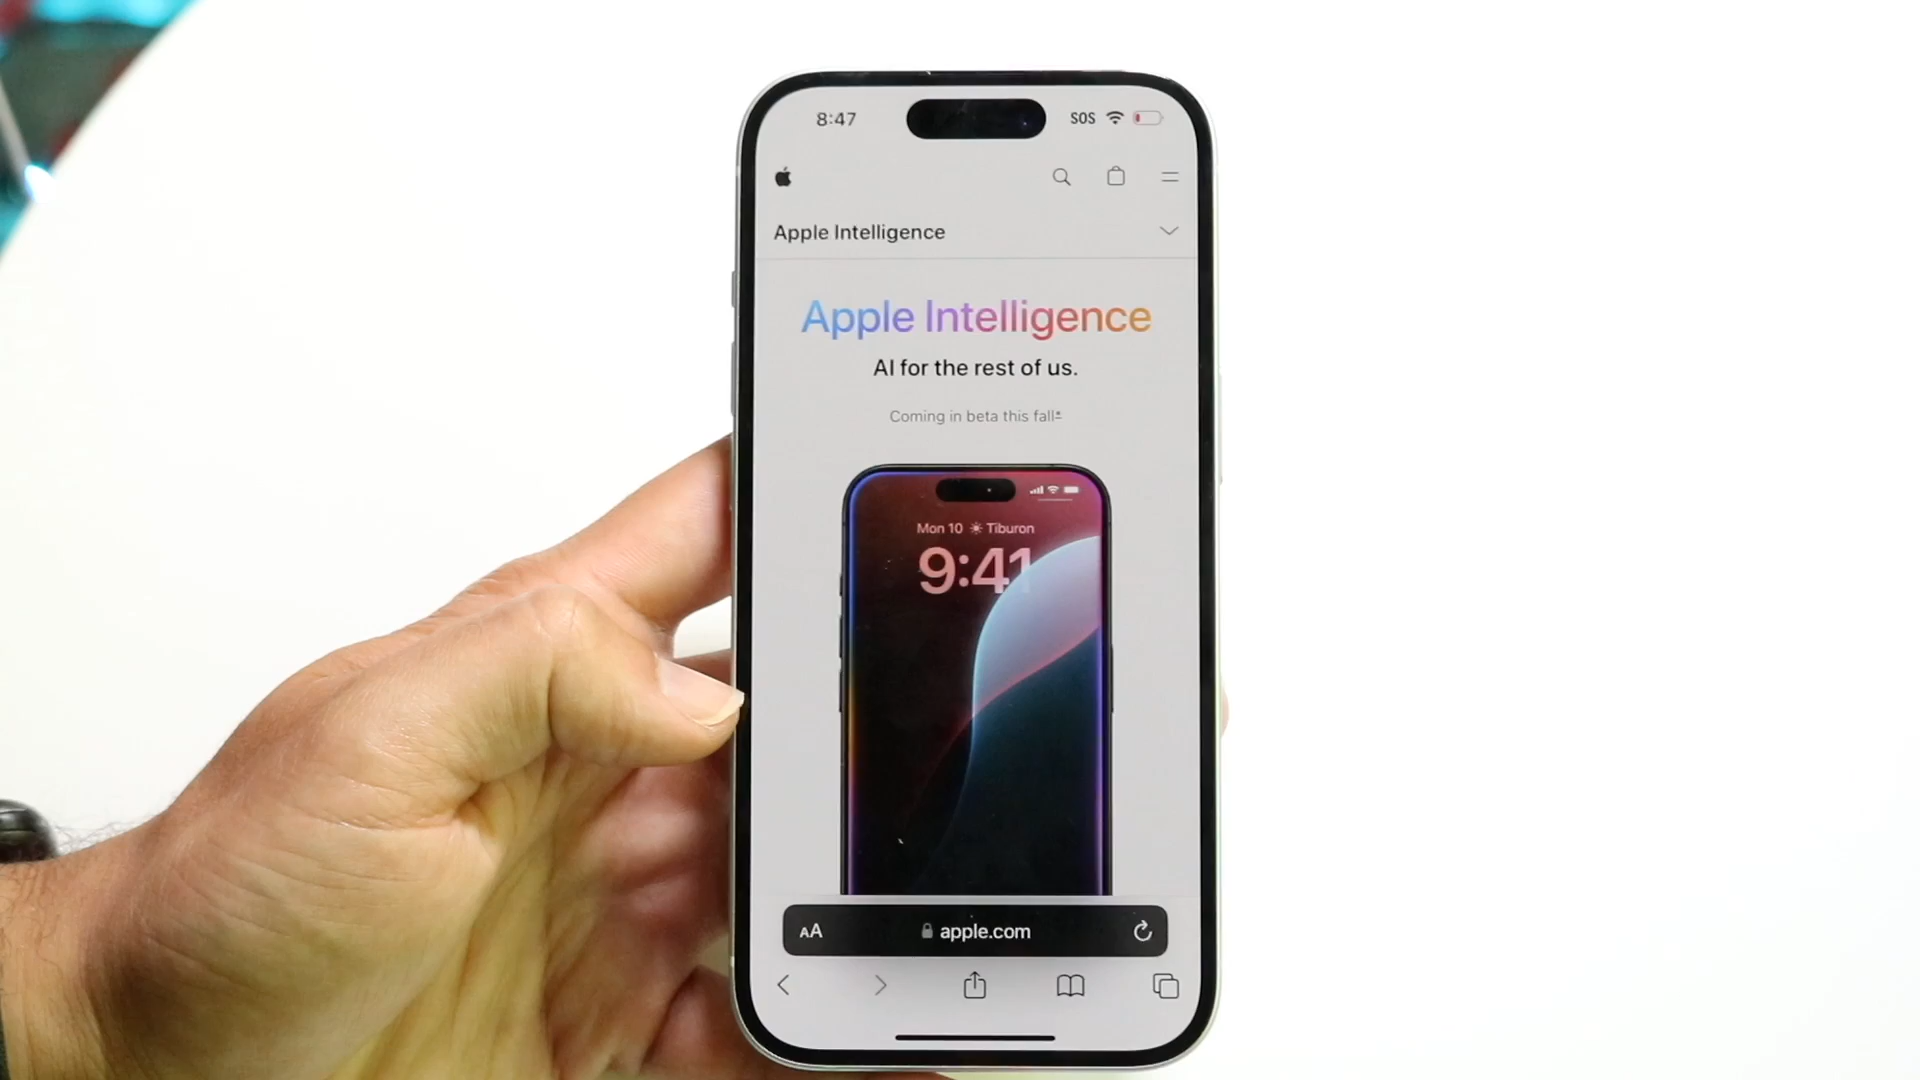 8:47 SOS
Apple Intelligence
Apple Intelligence
AI for the rest of us.
Coming in beta this fall*
Mon 10 Tiburon
9:41
AA apple.com